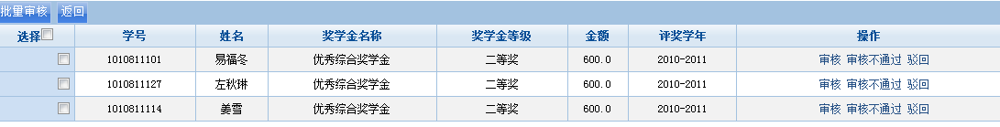 批量审核 返回
选择 学号 姓名 奖学金名称 奖学金等级 金额 评奖学年 操作
1010811101 易福冬 优秀综合奖学金 二等奖 600.0 2010-2011 审核 审核不通过 驳回
1010811127 左秋琳 优秀综合奖学金 二等奖 600.0 2010-2011 审核 审核不通过 驳回
1010811114 姜雪 优秀综合奖学金 二等奖 600.0 2010-2011 审核 审核不通过 驳回